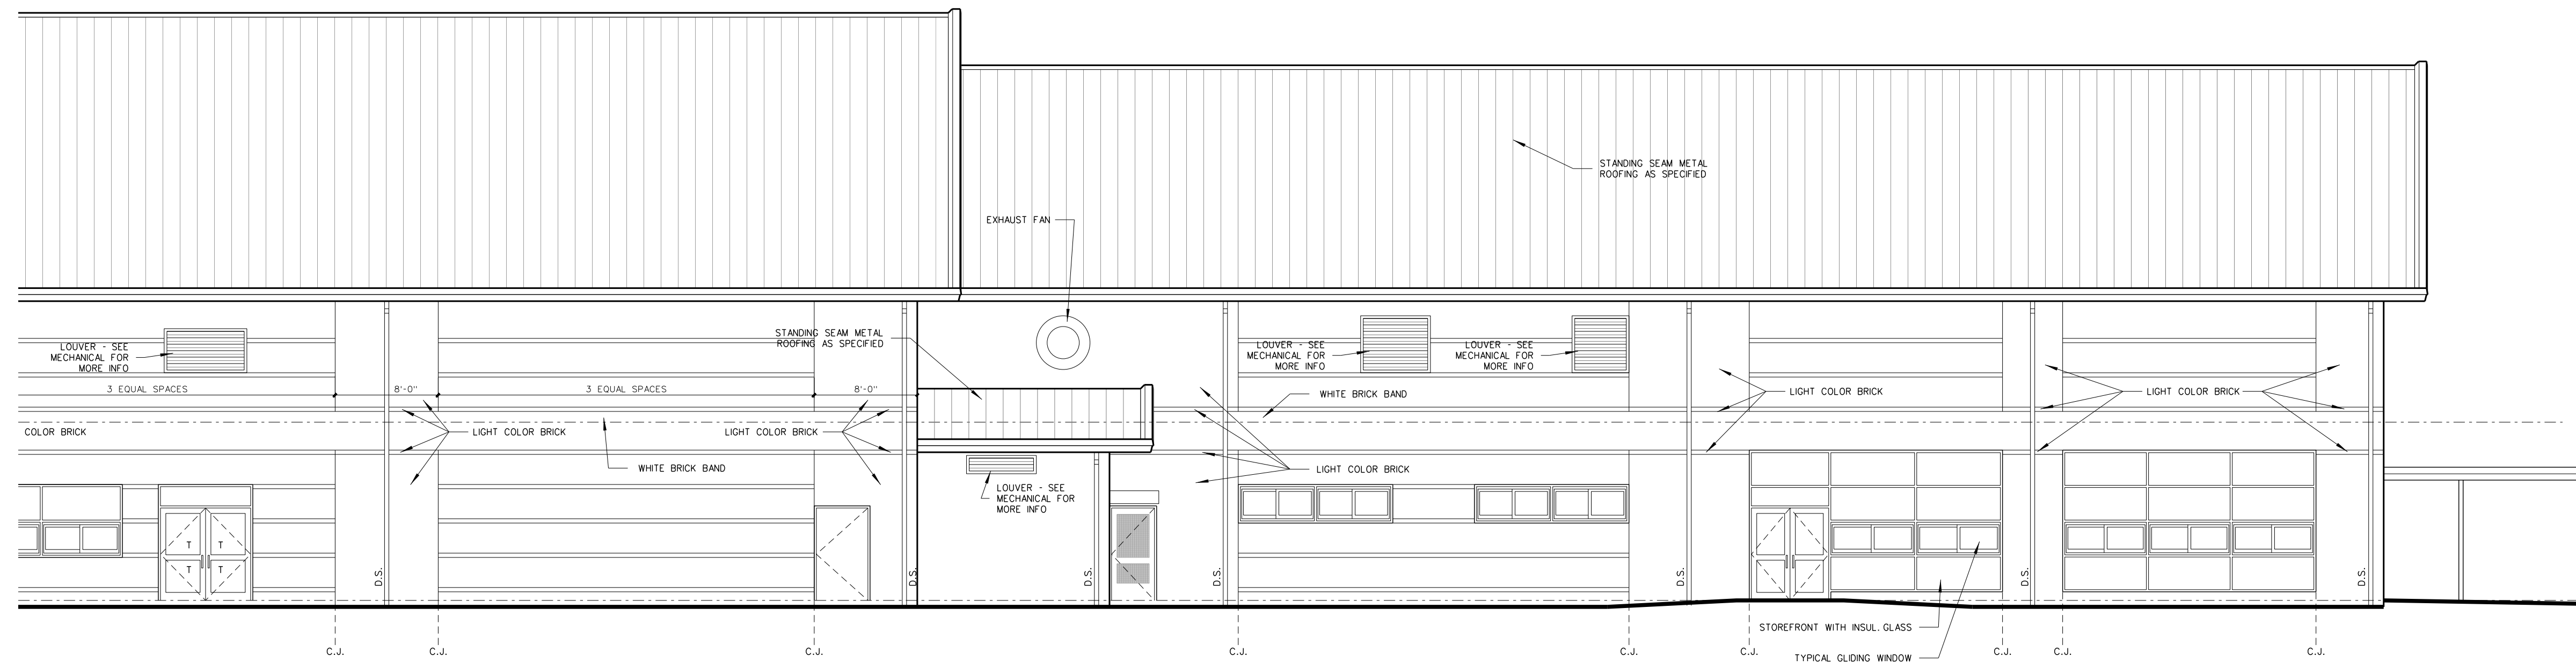 STANDING SEAM METAL
ROOFING AS SPECIFIED
EXHAUST FAN
LOUVER - SEE
MECHANICAL FOR
MORE INFO
STANDING SEAM METAL
ROOFING AS SPECIFIED
LOUVER - SEE
MECHANICAL FOR
MORE INFO
LOUVER - SEE
MECHANICAL FOR
MORE INFO
3 EQUAL SPACES
8'-0"
3 EQUAL SPACES
8'-0"
WHITE BRICK BAND
LIGHT COLOR BRICK
LIGHT COLOR BRICK
COLOR BRICK
LIGHT COLOR BRICK
LIGHT COLOR BRICK
WHITE BRICK BAND
LIGHT COLOR BRICK
LOUVER - SEE
MECHANICAL FOR
MORE INFO
T
T
T
T
D.S.
D.S.
D.S.
D.S.
D.S.
D.S.
D.S.
STOREFRONT WITH INSUL. GLASS
TYPICAL GLIDING WINDOW
C.J.
C.J.
C.J.
C.J.
C.J.
C.J.
C.J.
C.J.
C.J.